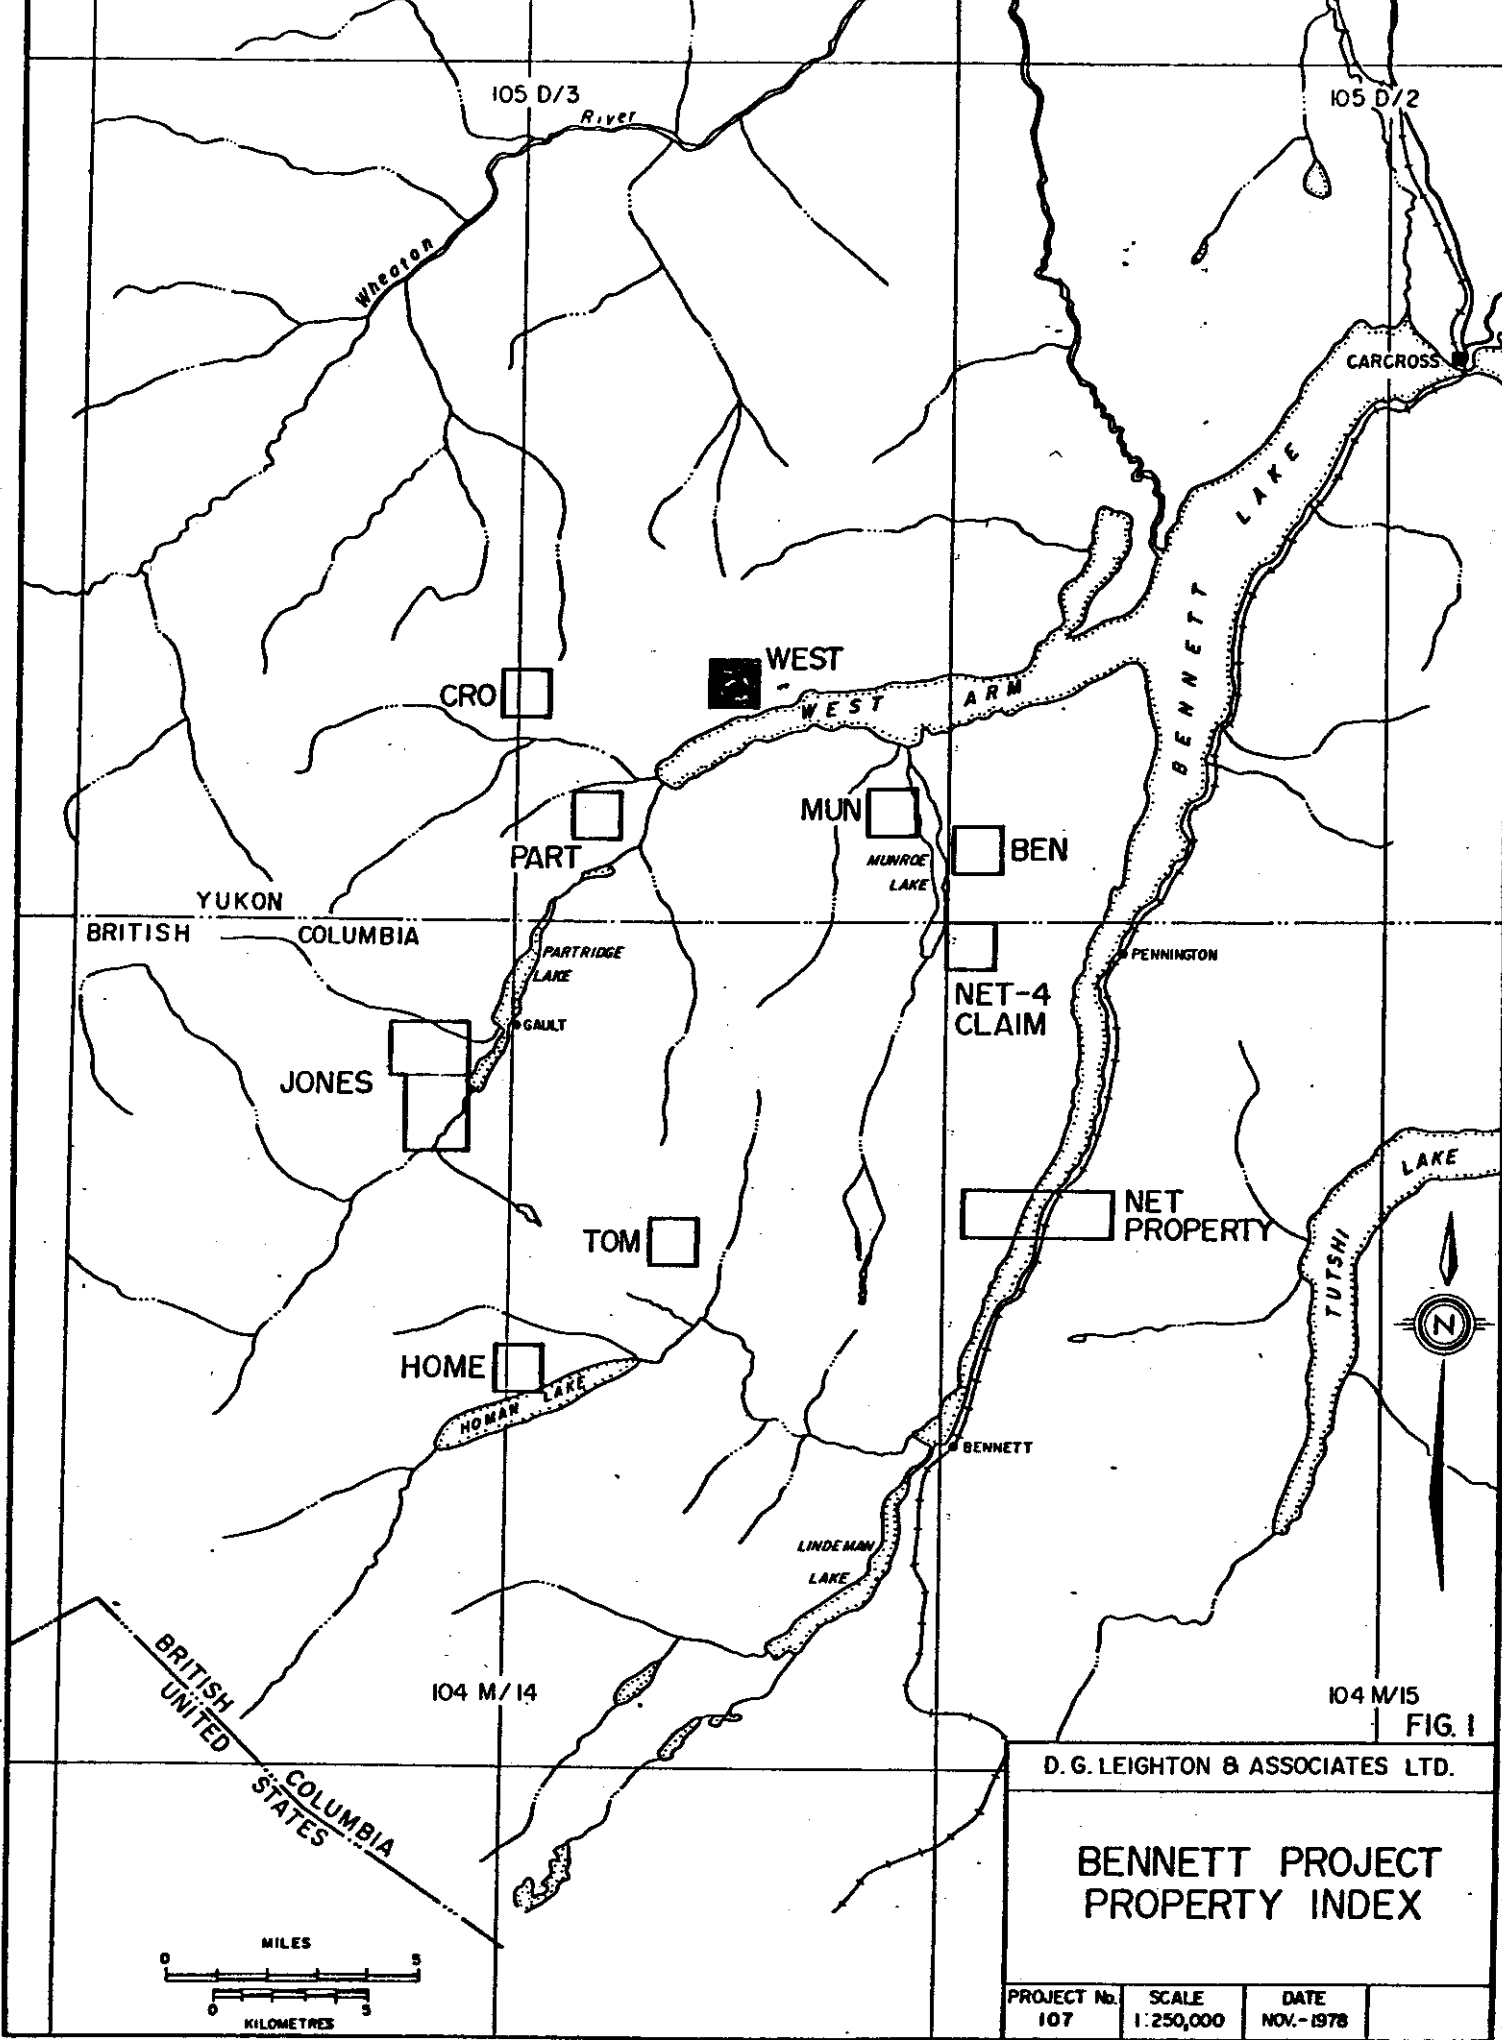 105 D/3
105 D/2
River
Wheaton
CARCROSS
BENNETT LAKE
WEST
CRO
WEST ARM
PART
MUN
BEN
MUNROE
LAKE
YUKON
BRITISH COLUMBIA
PARTRIDGE
LAKE
PENNINGTON
GAULT
NET-4
CLAIM
JONES
NET
PROPERTY
TUTSHI LAKE
TOM
N
HOME
HOMAN LAKE
BENNETT
LINDEMAN
LAKE
BRITISH COLUMBIA
UNITED STATES
104 M/14
104 M/15
FIG. 1
D. G. LEIGHTON & ASSOCIATES LTD.
BENNETT PROJECT
PROPERTY INDEX
MILES
0 5
0 5
KILOMETRES
PROJECT No. SCALE DATE
107 1:250,000 NOV.-1978